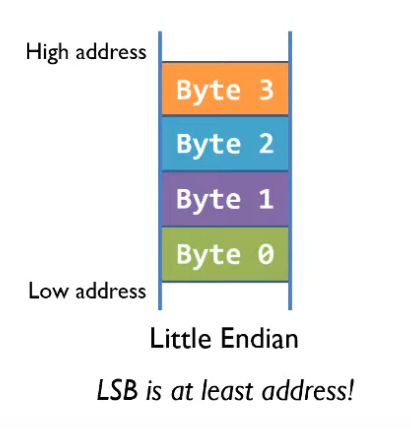 High address
Byte 3
Byte 2
Byte 1
Byte 0
Low address
Little Endian
LSB is at least address!